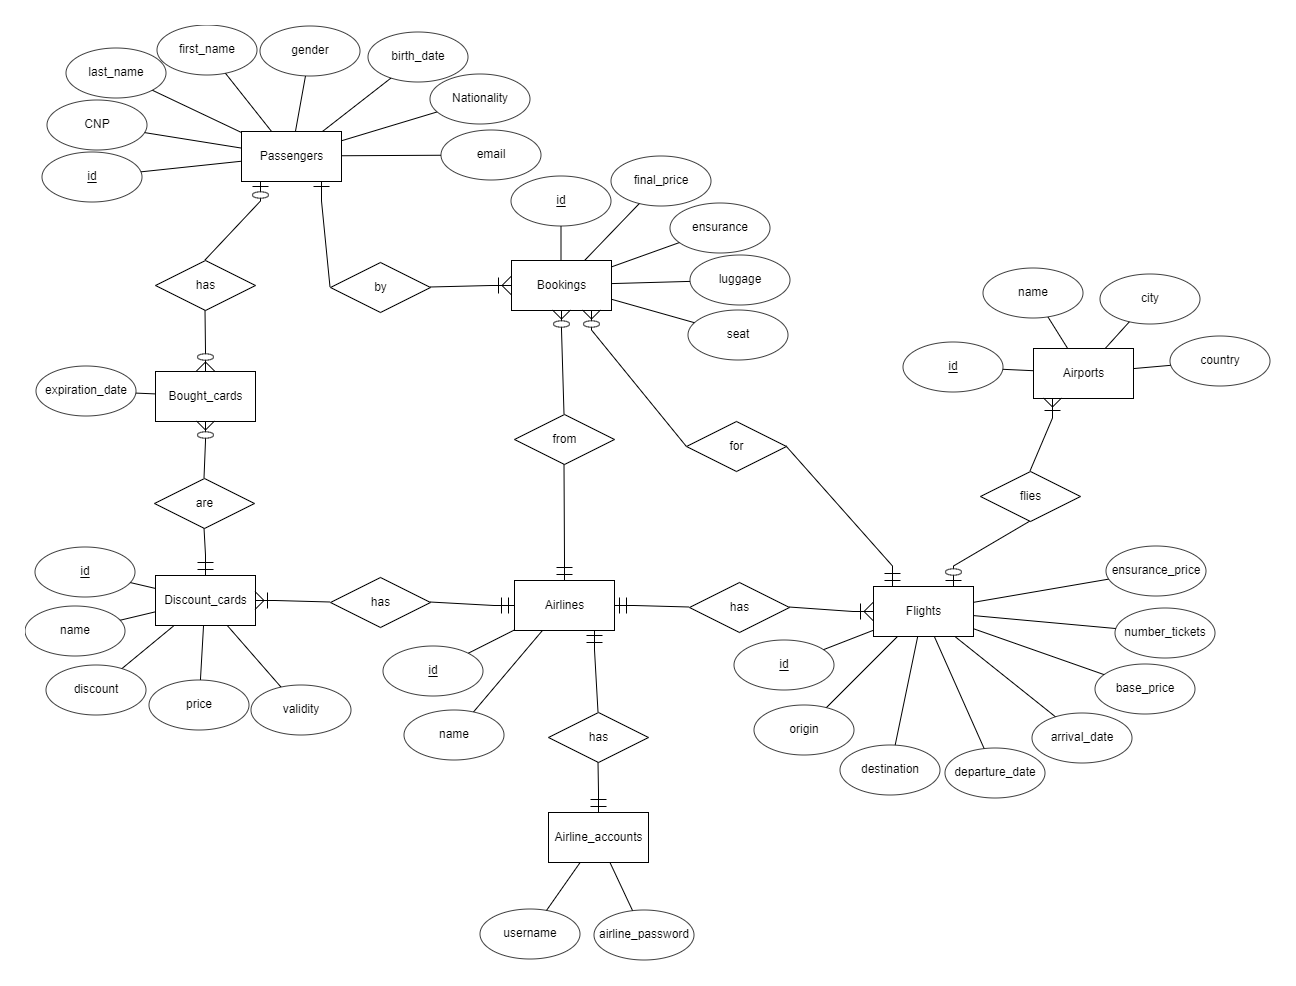 first_name
gender
birth_date
last_name
Nationality
CNP
Passengers
email
id
final_price
id
ensurance
has
by
Bookings
luggage
seat
name
city
id
Airports
country
expiration_date
Bought_cards
from
for
flies
are
id
ensurance_price
Discount_cards
has
Airlines
has
Flights
name
number_tickets
id
id
discount
price
validity
base_price
name
has
origin
arrival_date
destination
departure_date
Airline_accounts
username
airline_password